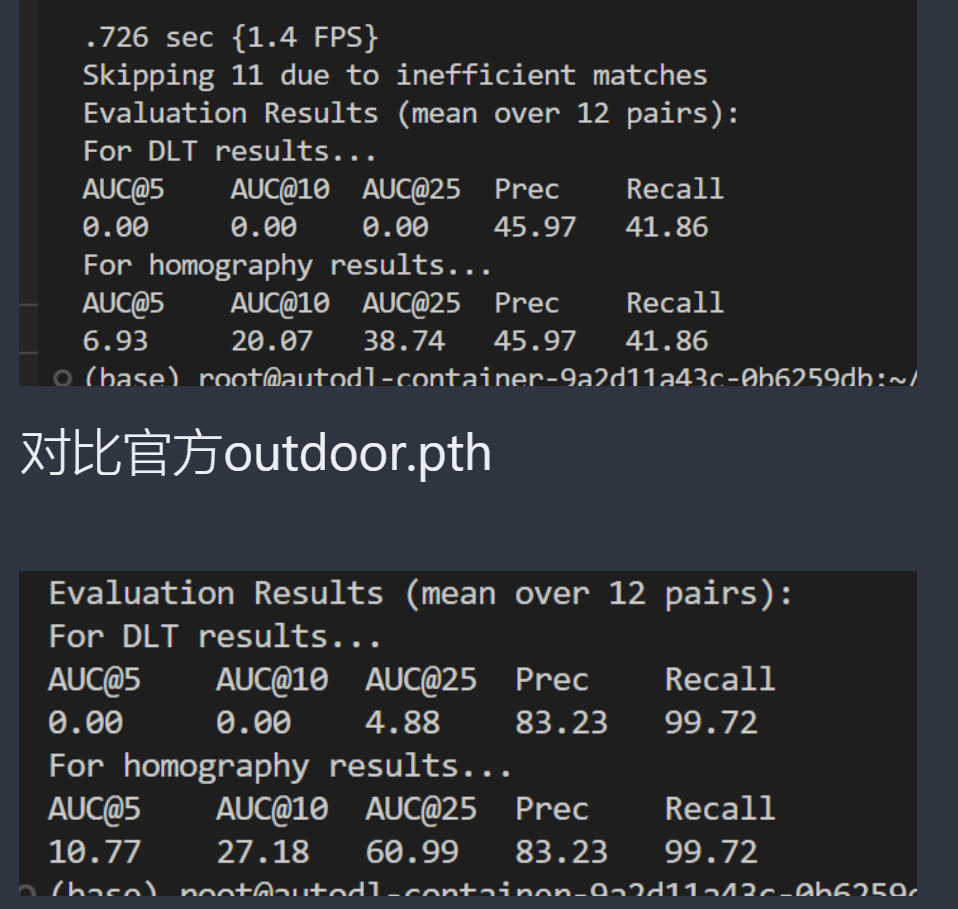 .726 sec {1.4 FPS}
Skipping 11 due to inefficient matches
Evaluation Results (mean over 12 pairs):
For DLT results...
AUC@5 AUC@10 AUC@25 Prec Recall
0.00 0.00 0.00 45.97 41.86
For homography results...
AUC@5 AUC@10 AUC@25 Prec Recall
6.93 20.07 38.74 45.97 41.86
(base) root@autodl-container-9a2d11a43c-0b6259db:~/
对比官方outdoor.pth
Evaluation Results (mean over 12 pairs):
For DLT results...
AUC@5 AUC@10 AUC@25 Prec Recall
0.00 0.00 4.88 83.23 99.72
For homography results...
AUC@5 AUC@10 AUC@25 Prec Recall
10.77 27.18 60.99 83.23 99.72
(base) root@autodl-container-9a2d11a43c-0b6259